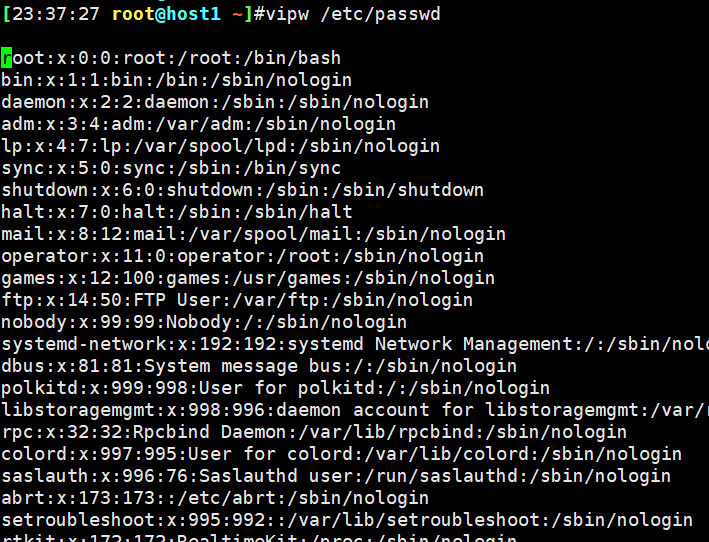 [23:37:27 root@host1 ~]#vipw /etc/passwd
root:x:0:0:root:/root:/bin/bash
bin:x:1:1:bin:/bin:/sbin/nologin
daemon:x:2:2:daemon:/sbin:/sbin/nologin
adm:x:3:4:adm:/var/adm:/sbin/nologin
lp:x:4:7:lp:/var/spool/lpd:/sbin/nologin
sync:x:5:0:sync:/sbin:/bin/sync
shutdown:x:6:0:shutdown:/sbin:/sbin/shutdown
halt:x:7:0:halt:/sbin:/sbin/halt
mail:x:8:12:mail:/var/spool/mail:/sbin/nologin
operator:x:11:0:operator:/root:/sbin/nologin
games:x:12:100:games:/usr/games:/sbin/nologin
ftp:x:14:50:FTP User:/var/ftp:/sbin/nologin
nobody:x:99:99:Nobody:/:/sbin/nologin
systemd-network:x:192:192:systemd Network Management:/:/sbin/nolo
dbus:x:81:81:System message bus:/:/sbin/nologin
polkitd:x:999:998:User for polkitd:/:/sbin/nologin
libstoragemgmt:x:998:996:daemon account for libstoragemgmt:/var/r
rpc:x:32:32:Rpcbind Daemon:/var/lib/rpcbind:/sbin/nologin
colord:x:997:995:User for colord:/var/lib/colord:/sbin/nologin
saslauth:x:996:76:Saslauthd user:/run/saslauthd:/sbin/nologin
abrt:x:173:173::/etc/abrt:/sbin/nologin
setroubleshoot:x:995:992::/var/lib/setroubleshoot:/sbin/nologin
rtkit:x:172:172:RealtimeKit:/proc:/sbin/nologin